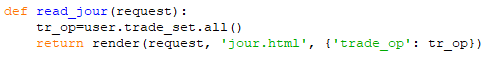 def read_jour(request):
    tr_op=user.trade_set.all()
    return render(request, 'jour.html', {'trade_op': tr_op})